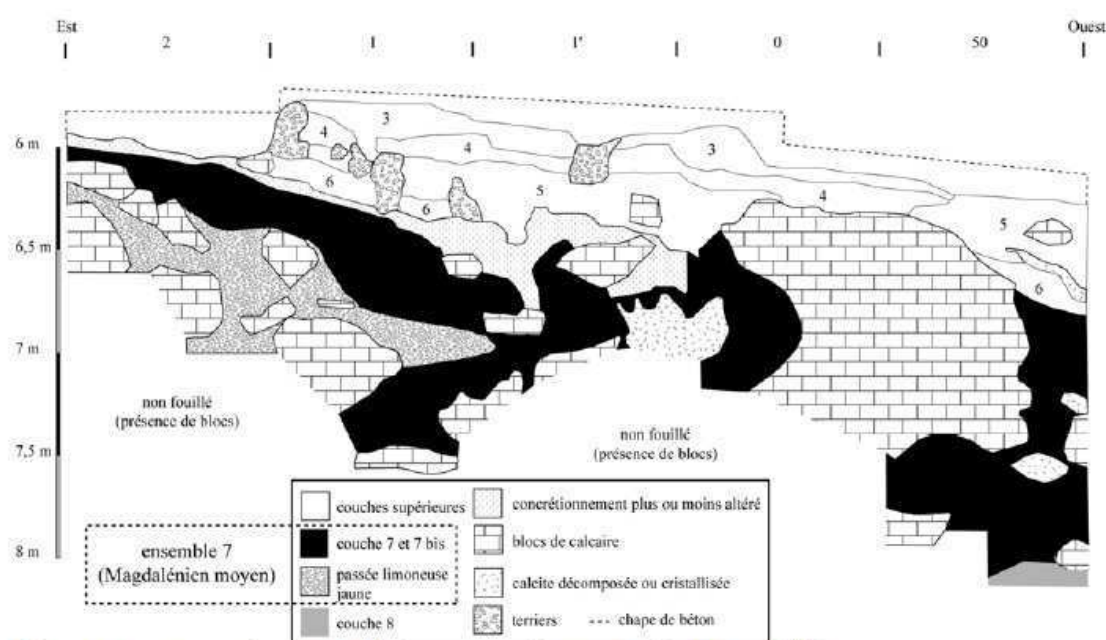 Est
Ouest
2
1
1'
0
50
6 m
6,5 m
7 m
7,5 m
8 m
3
4
4
3
6
5
4
6
5
6
non fouillé
(présence de blocs)
non fouillé
(présence de blocs)
ensemble 7
(Magdalénien moyen)
couches supérieures
couche 7 et 7 bis
passée limoneuse
jaune
couche 8
concrétionnement plus ou moins altéré
blocs de calcaire
calcite décomposée ou cristallisée
terriers
chape de béton